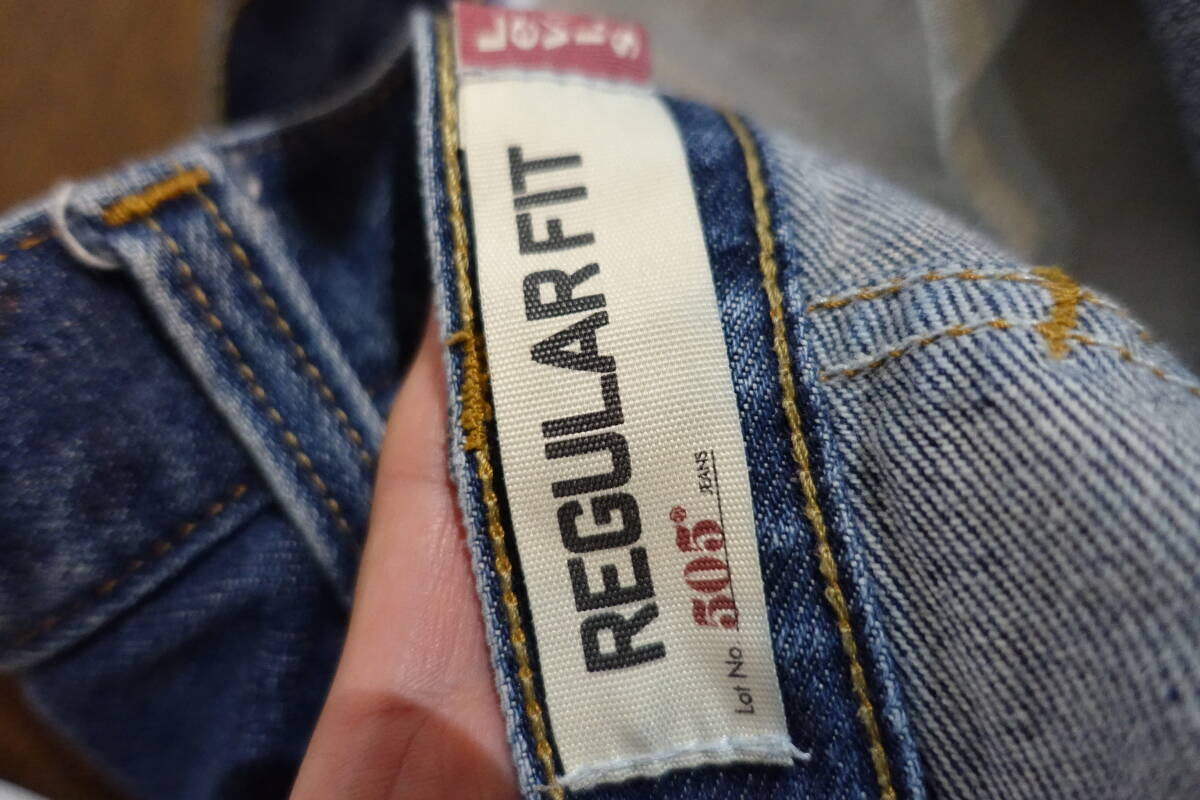 Levi's
REGULAR FIT
Lot No. 505® JEANS